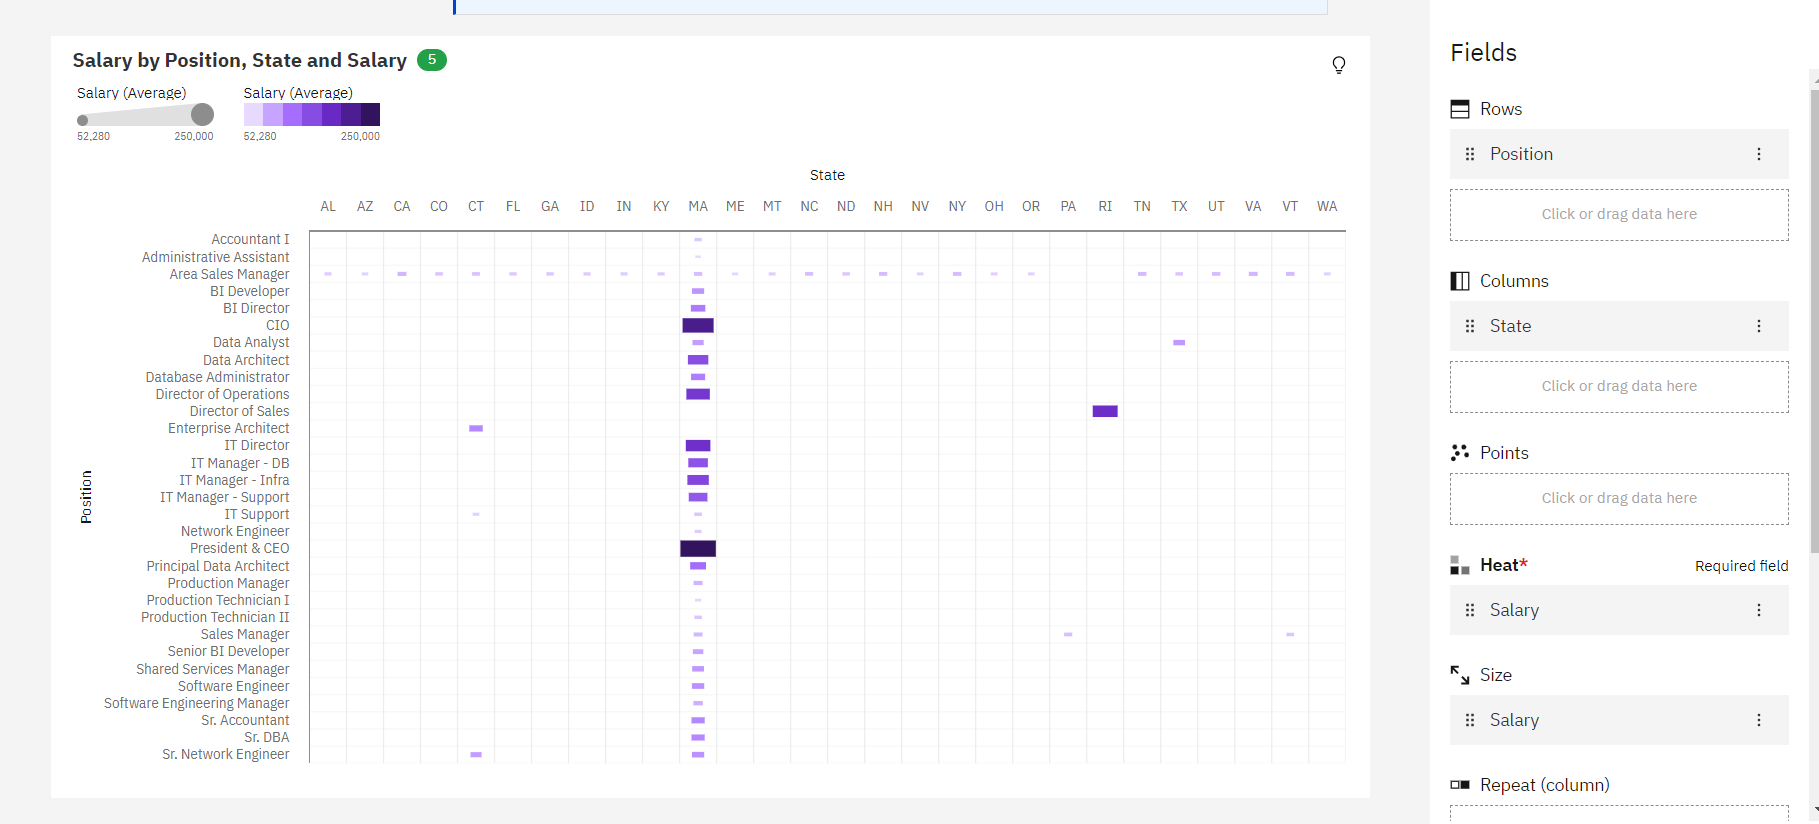 Salary by Position, State and Salary 5
Salary (Average)
52,280 250,000
Salary (Average)
52,280 250,000
State
AL AZ CA CO CT FL GA ID IN KY MA ME MT NC ND NH NV NY OH OR PA RI TN TX UT VA VT WA
Position
Accountant I
Administrative Assistant
Area Sales Manager
BI Developer
BI Director
CIO
Data Analyst
Data Architect
Database Administrator
Director of Operations
Director of Sales
Enterprise Architect
IT Director
IT Manager - DB
IT Manager - Infra
IT Manager - Support
IT Support
Network Engineer
President & CEO
Principal Data Architect
Production Manager
Production Technician I
Production Technician II
Sales Manager
Senior BI Developer
Shared Services Manager
Software Engineer
Software Engineering Manager
Sr. Accountant
Sr. DBA
Sr. Network Engineer
Fields
Rows
Position
Click or drag data here
Columns
State
Click or drag data here
Points
Click or drag data here
Heat* Required field
Salary
Size
Salary
Repeat (column)